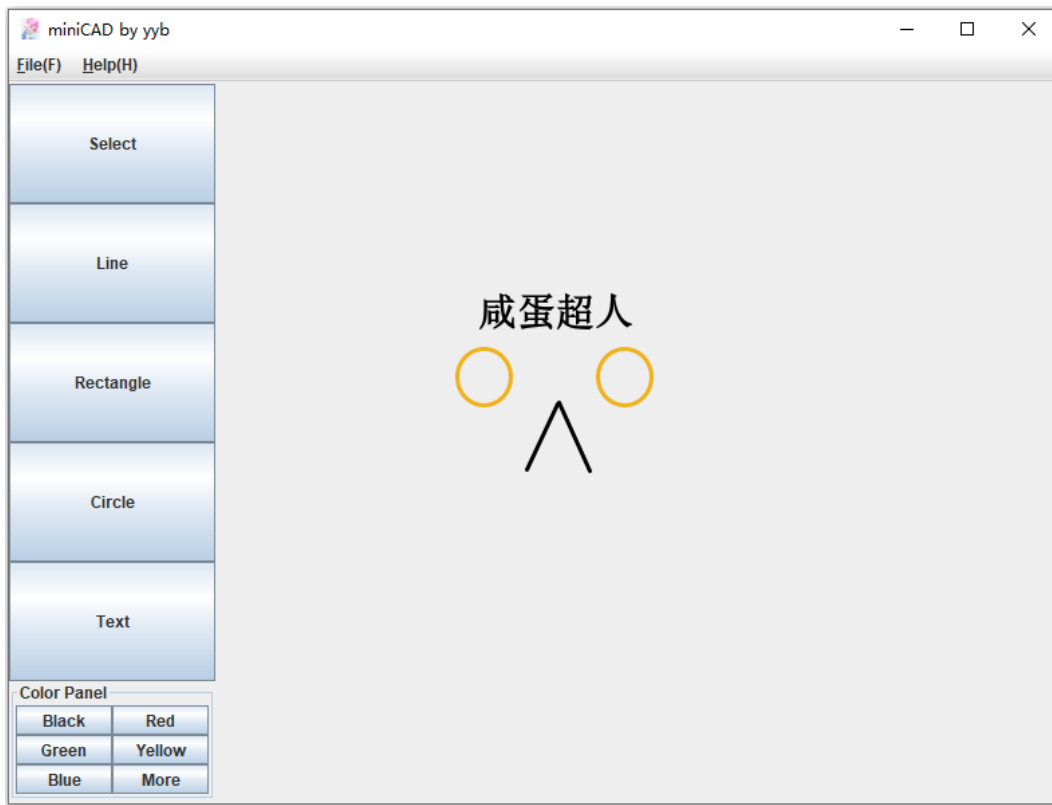 miniCAD by yyb
File(F) Help(H)
Select
Line
Rectangle
Circle
Text
Color Panel
Black Red
Green Yellow
Blue More
咸蛋超人